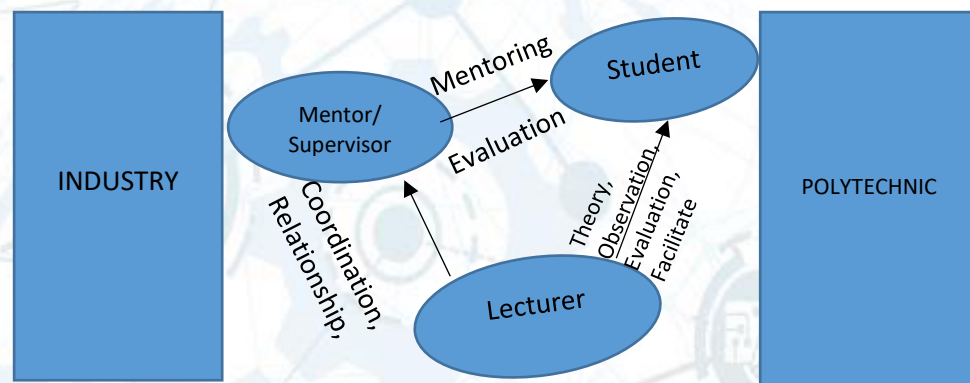 INDUSTRY
Mentor/
Supervisor
Mentoring
Evaluation
Student
Coordination,
Relationship,
Theory,
Observation,
Evaluation,
Facilitate
Lecturer
POLYTECHNIC